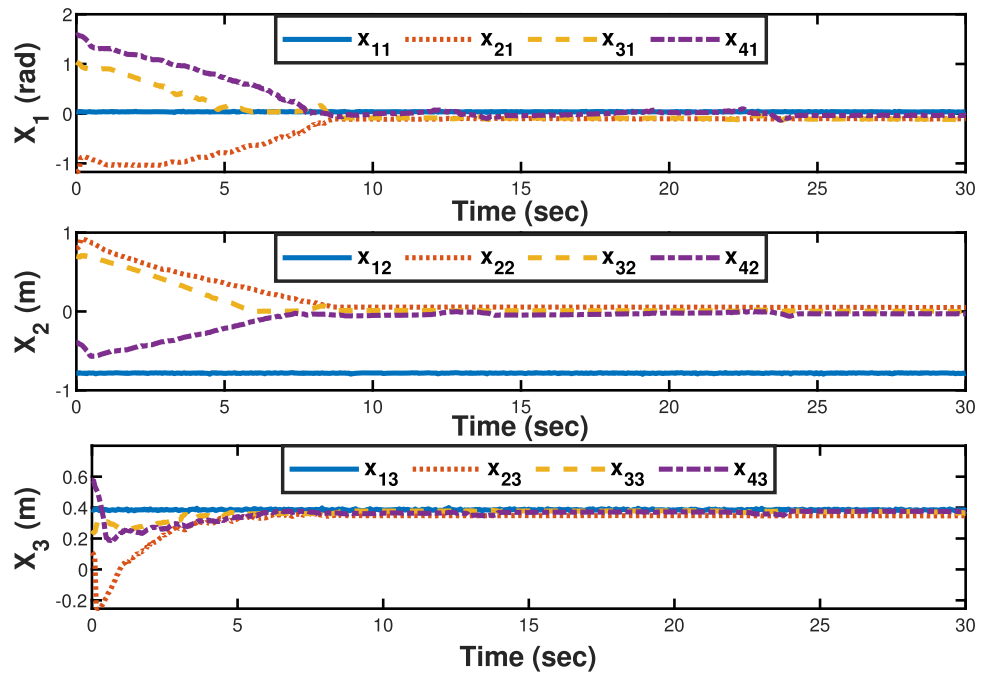 2
1
0
-1
X1 (rad)
x11 x21 x31 x41
0 5 10 15 20 25 30
Time (sec)
1
0
-1
X2 (m)
x12 x22 x32 x42
0 5 10 15 20 25 30
Time (sec)
0.6
0.4
0.2
0
-0.2
X3 (m)
x13 x23 x33 x43
0 5 10 15 20 25 30
Time (sec)